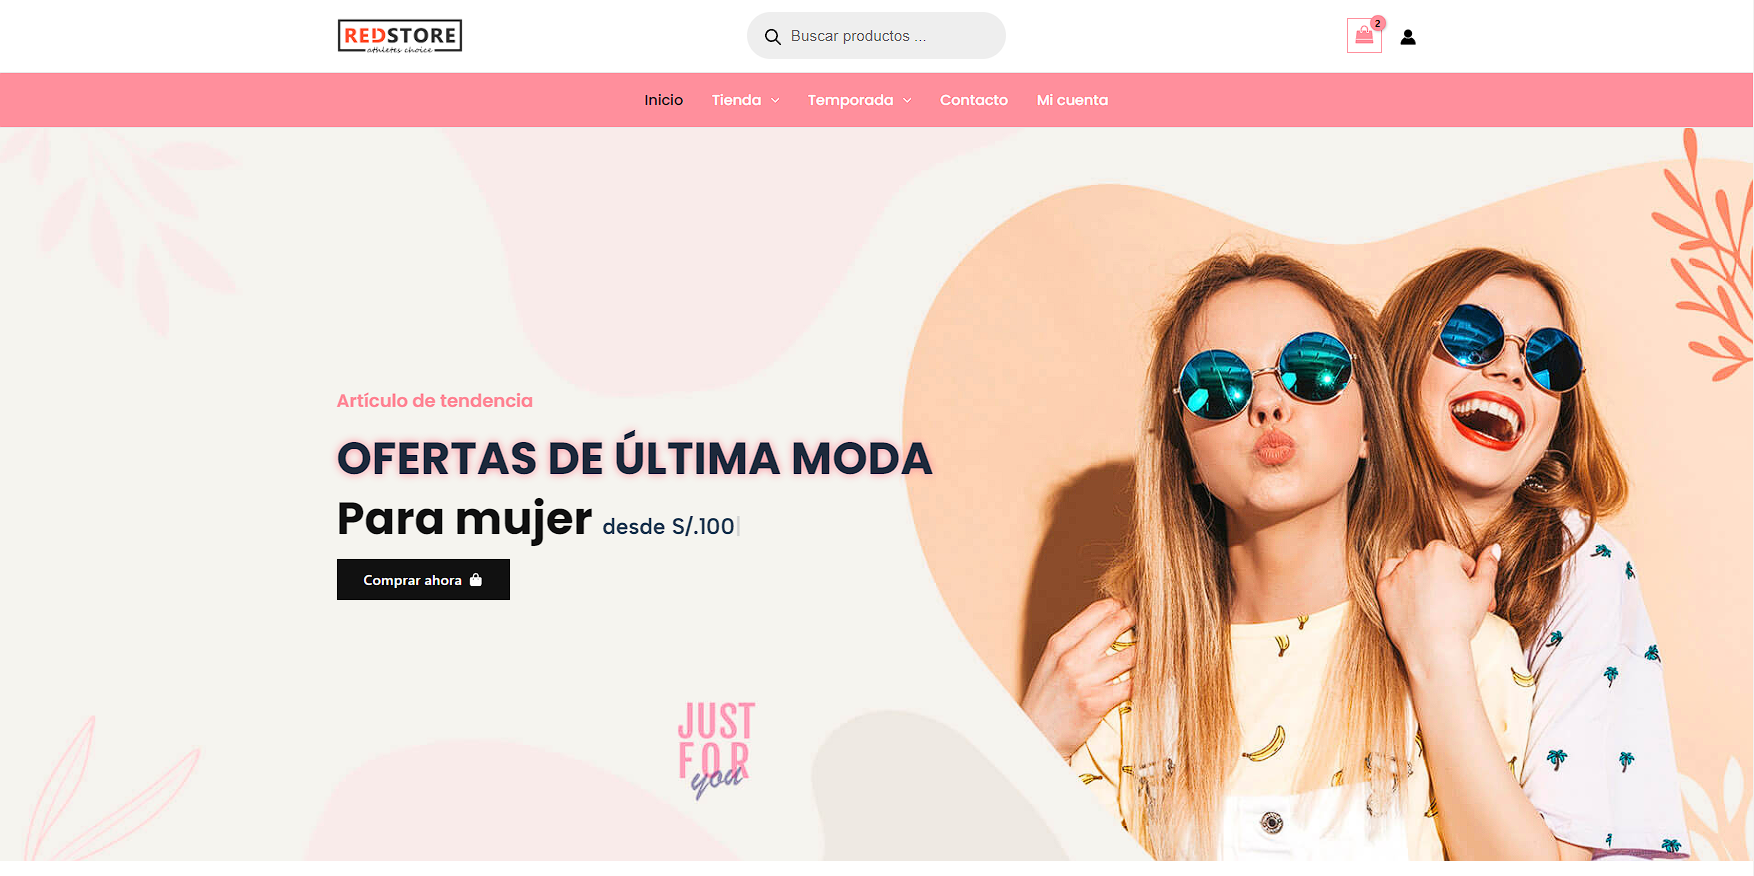 REDSTORE
athletes choice
Buscar productos ...
2
Inicio
Tienda
Temporada
Contacto
Mi cuenta
Artículo de tendencia
OFERTAS DE ÚLTIMA MODA
Para mujer desde S/.100
Comprar ahora
JUST
FOR
you